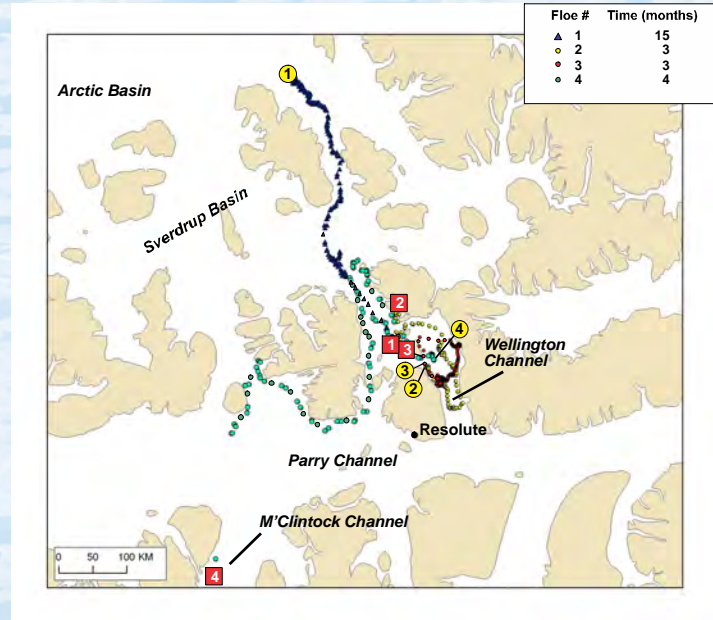 Floe # Time (months)
1 15
2 3
3 3
4 4
1
Arctic Basin
Sverdrup Basin
2
4
1
3
Wellington
Channel
3
2
Resolute
Parry Channel
M'Clintock Channel
0 50 100 KM
4